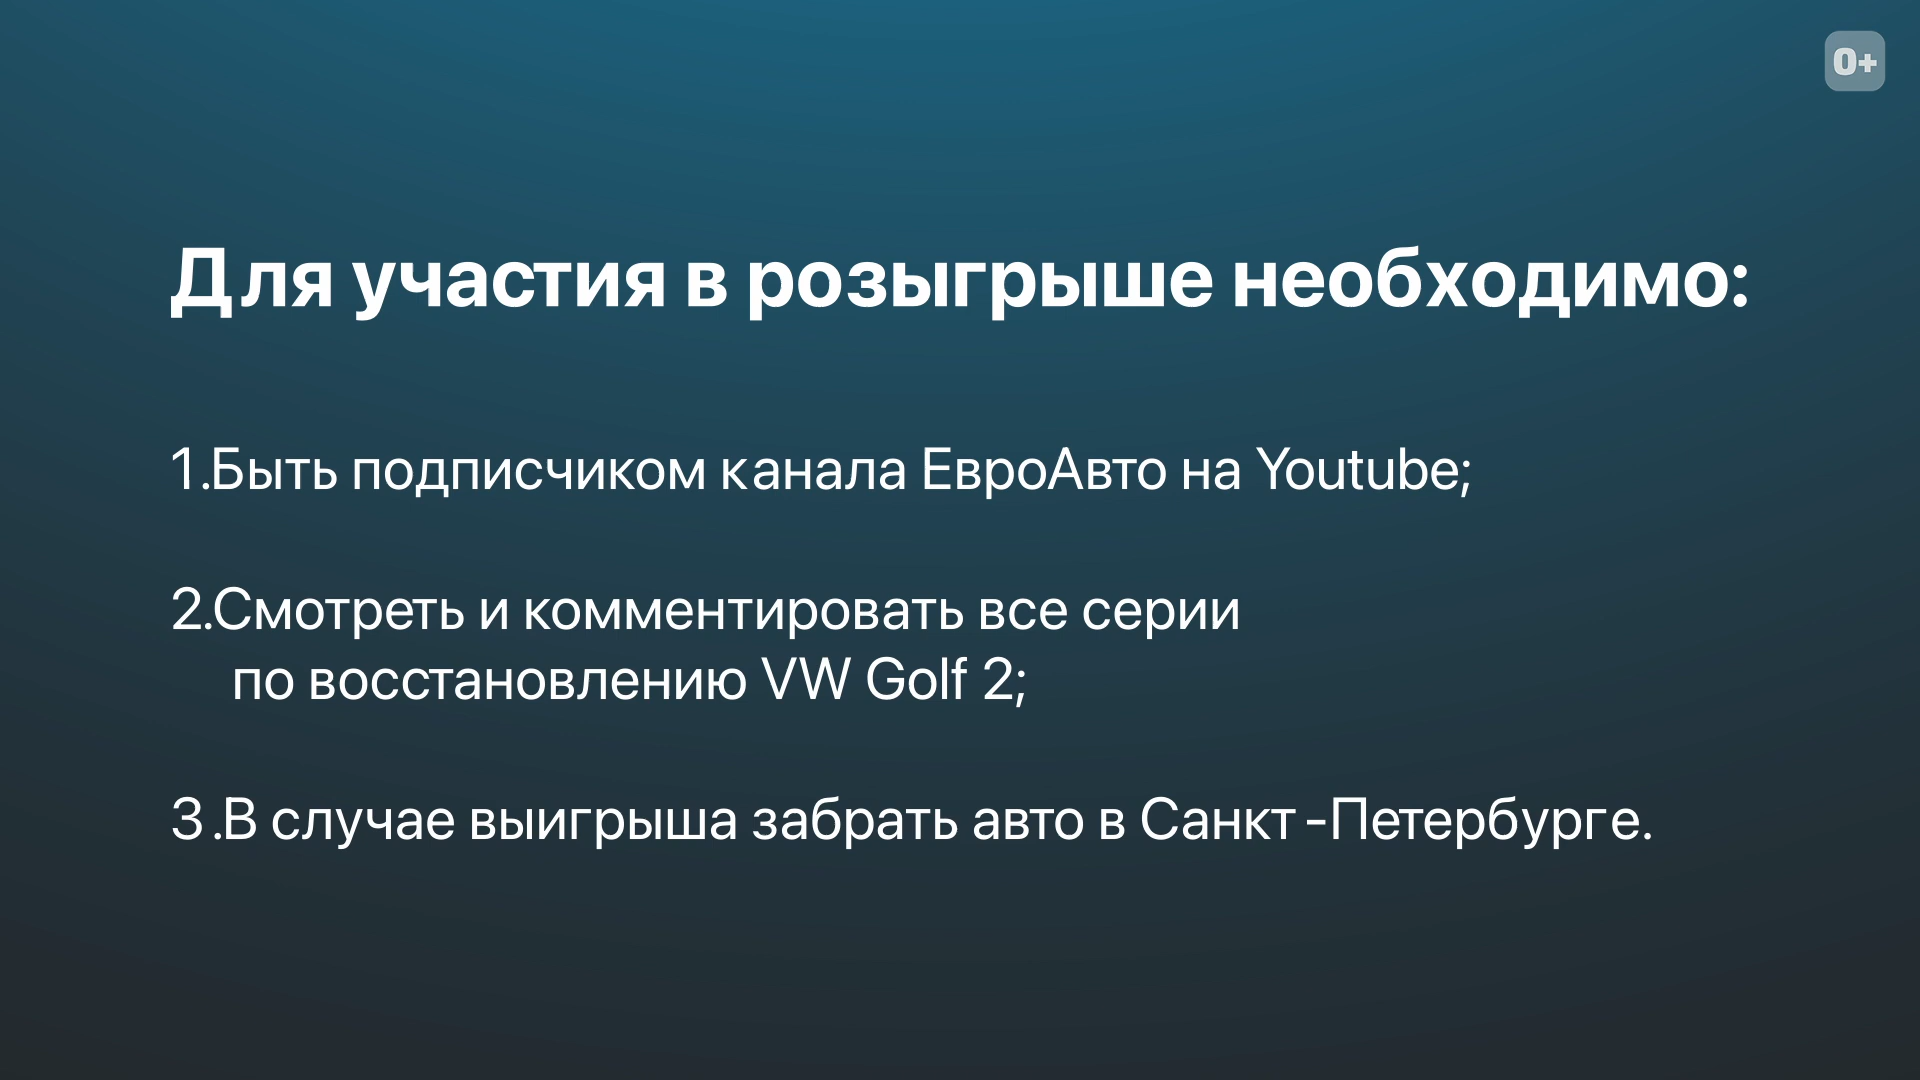 0+
Для участия в розыгрыше необходимо:
1.Быть подписчиком канала ЕвроАвто на Youtube;
2.Смотреть и комментировать все серии
по восстановлению VW Golf 2;
3.В случае выигрыша забрать авто в Санкт-Петербурге.